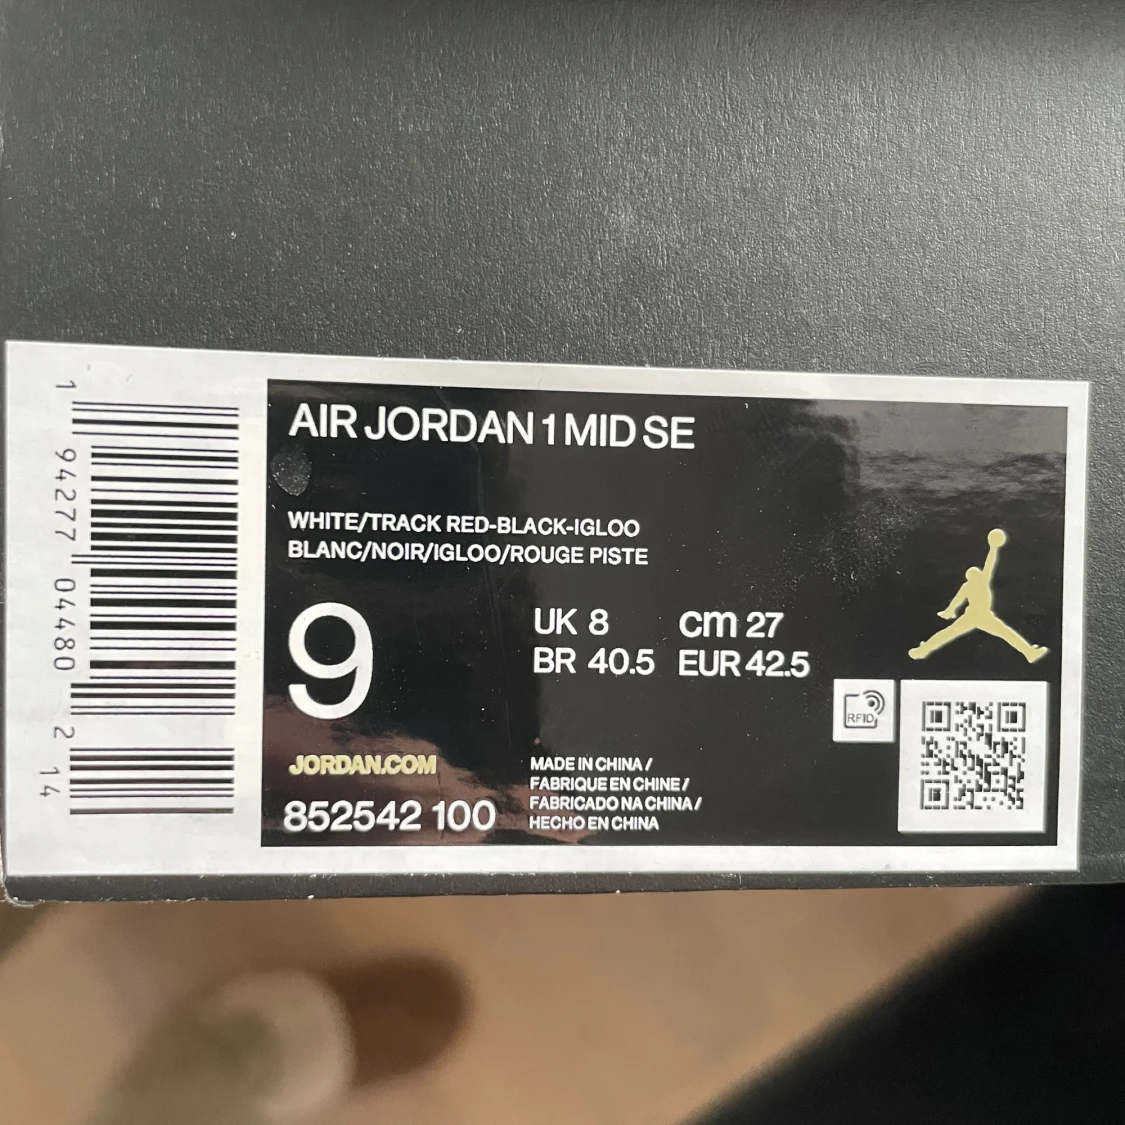 1 94277 04480 2 14
AIR JORDAN 1 MID SE
WHITE/TRACK RED-BLACK-IGLOO
BLANC/NOIR/IGLOO/ROUGE PISTE
9
UK 8 cm 27
BR 40.5 EUR 42.5
RFID
JORDAN.COM
852542 100
MADE IN CHINA /
FABRIQUE EN CHINE /
FABRICADO NA CHINA /
HECHO EN CHINA